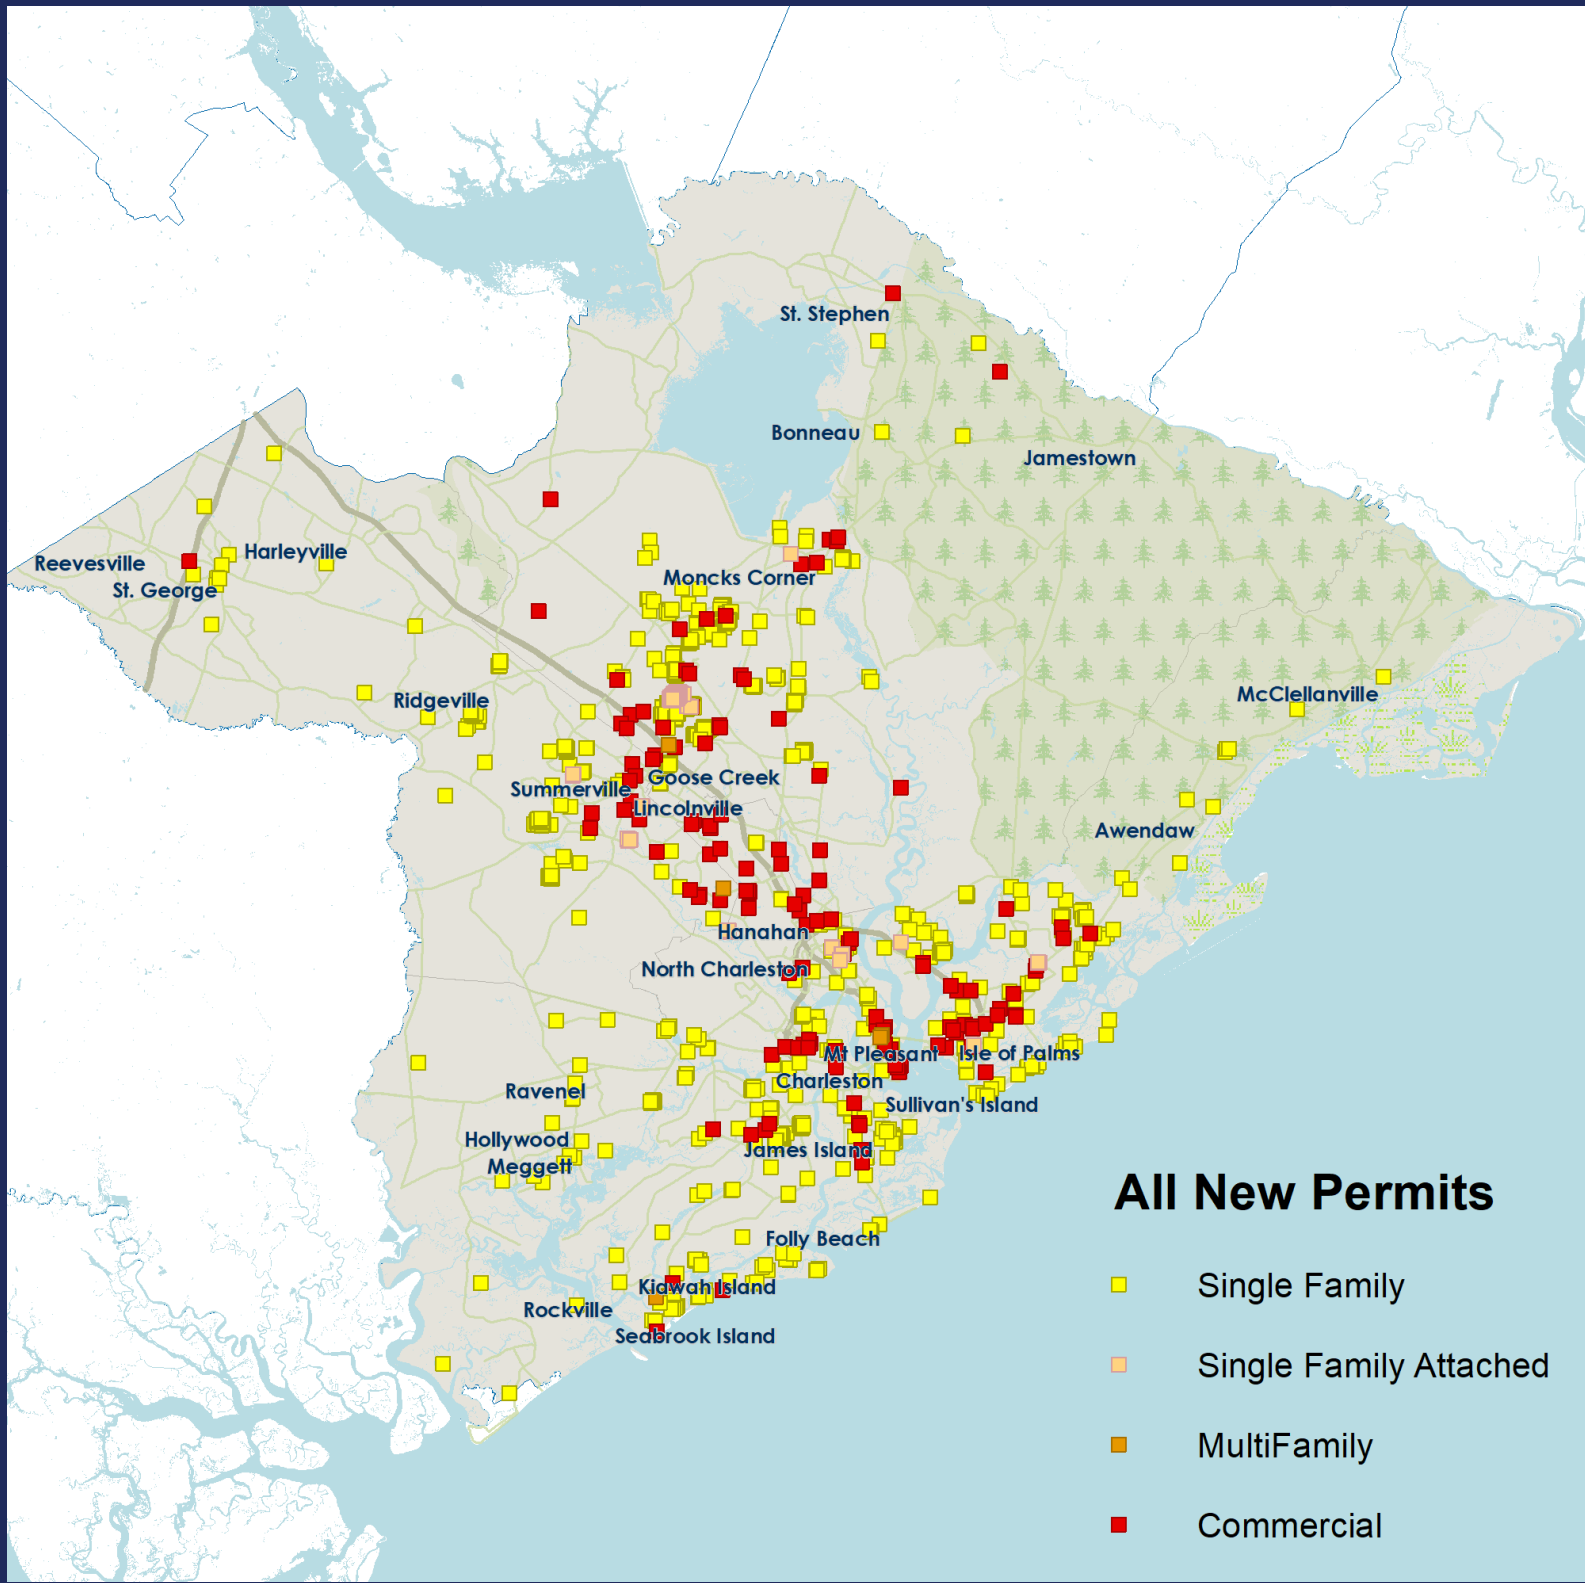 St. Stephen
Bonneau
Jamestown
Reevesville
Harleyville
St. George
Moncks Corner
Ridgeville
McClellanville
Goose Creek
Summerville
Lincolnville
Awendaw
Hanahan
North Charleston
Mt Pleasant
Isle of Palms
Charleston
Ravenel
Sullivan's Island
Hollywood
James Island
Meggett
Folly Beach
Kiawah Island
Rockville
Seabrook Island
All New Permits
Single Family
Single Family Attached
MultiFamily
Commercial